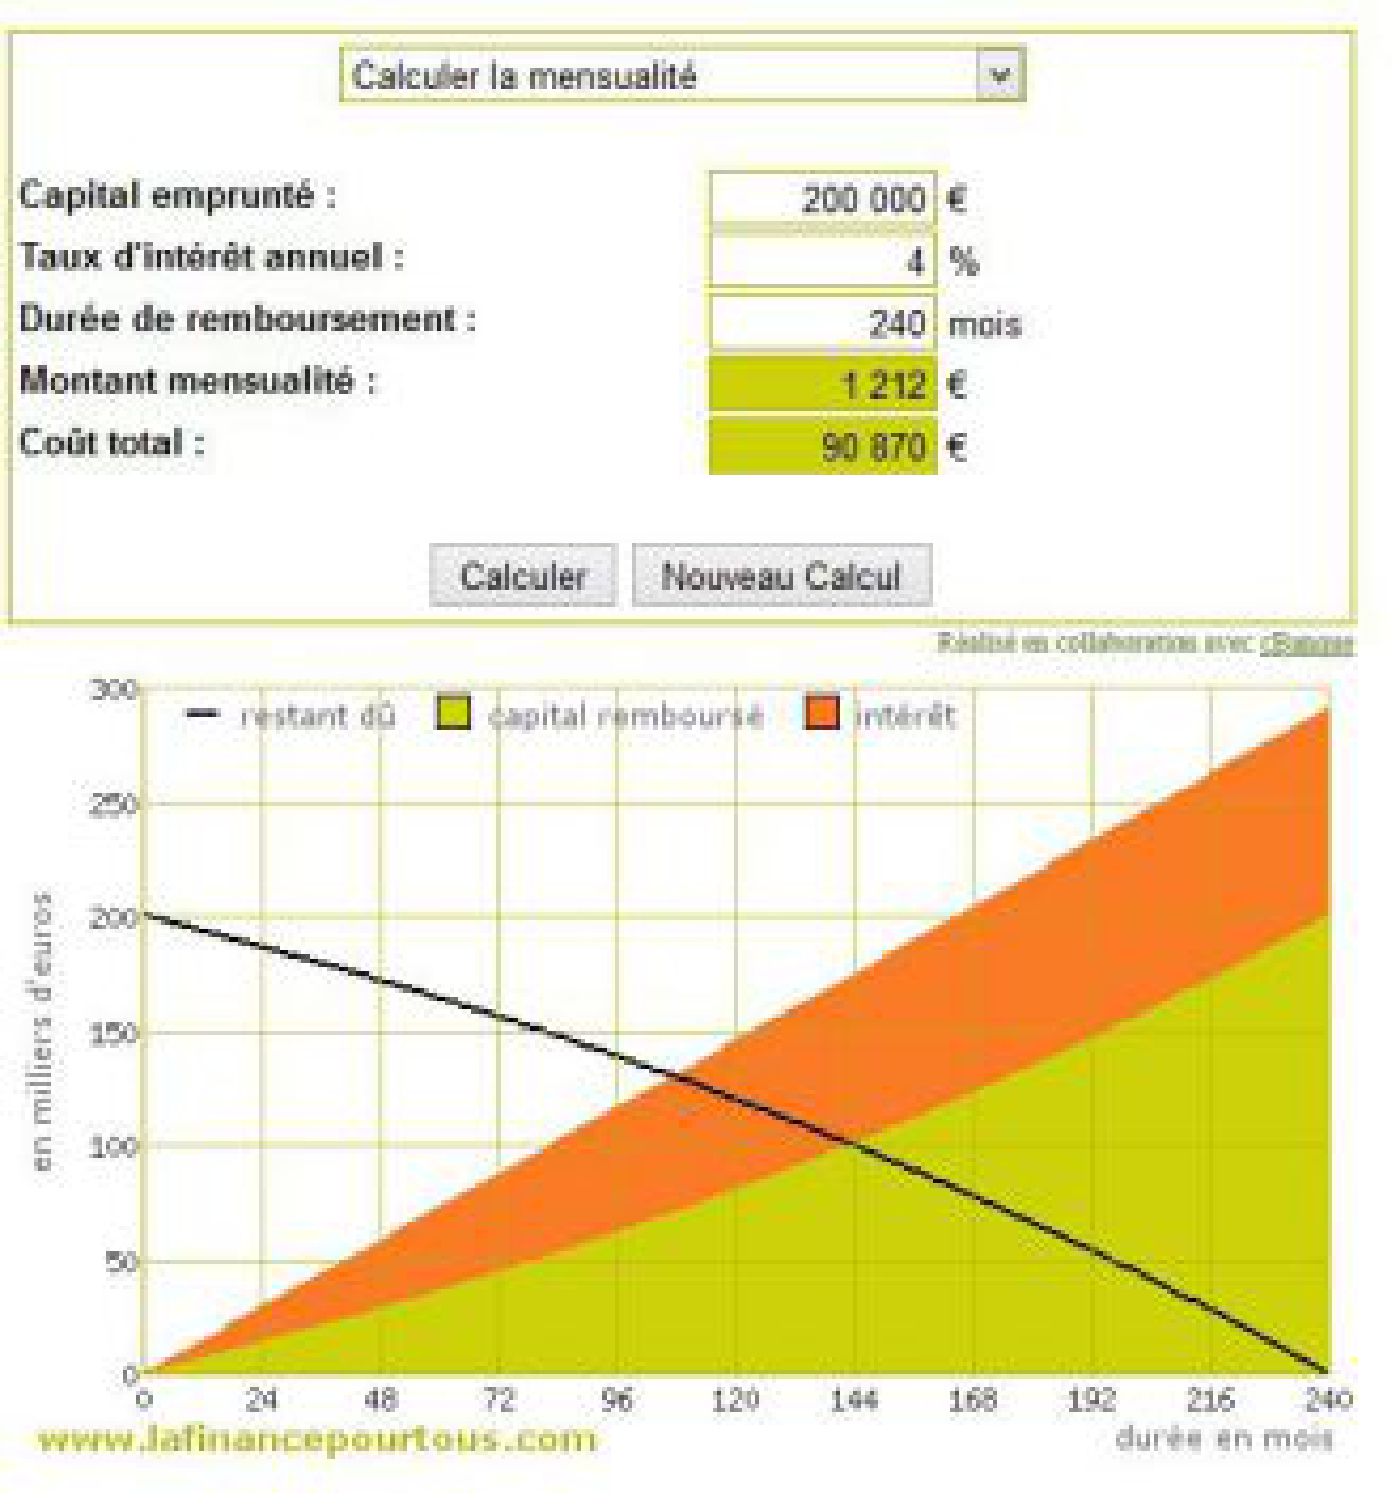 Calculer la mensualité
Capital emprunté : 200 000 €
Taux d'intérêt annuel : 4 %
Durée de remboursement : 240 mois
Montant mensualité : 1 212 €
Coût total : 90 870 €
Calculer Nouveau Calcul
Réalisé en collaboration avec cBanque
restant dû capital remboursé intérêt
300
250
200
150
100
50
0
en milliers d'euros
0 24 48 72 96 120 144 168 192 216 240
www.lafinancepourtous.com durée en mois